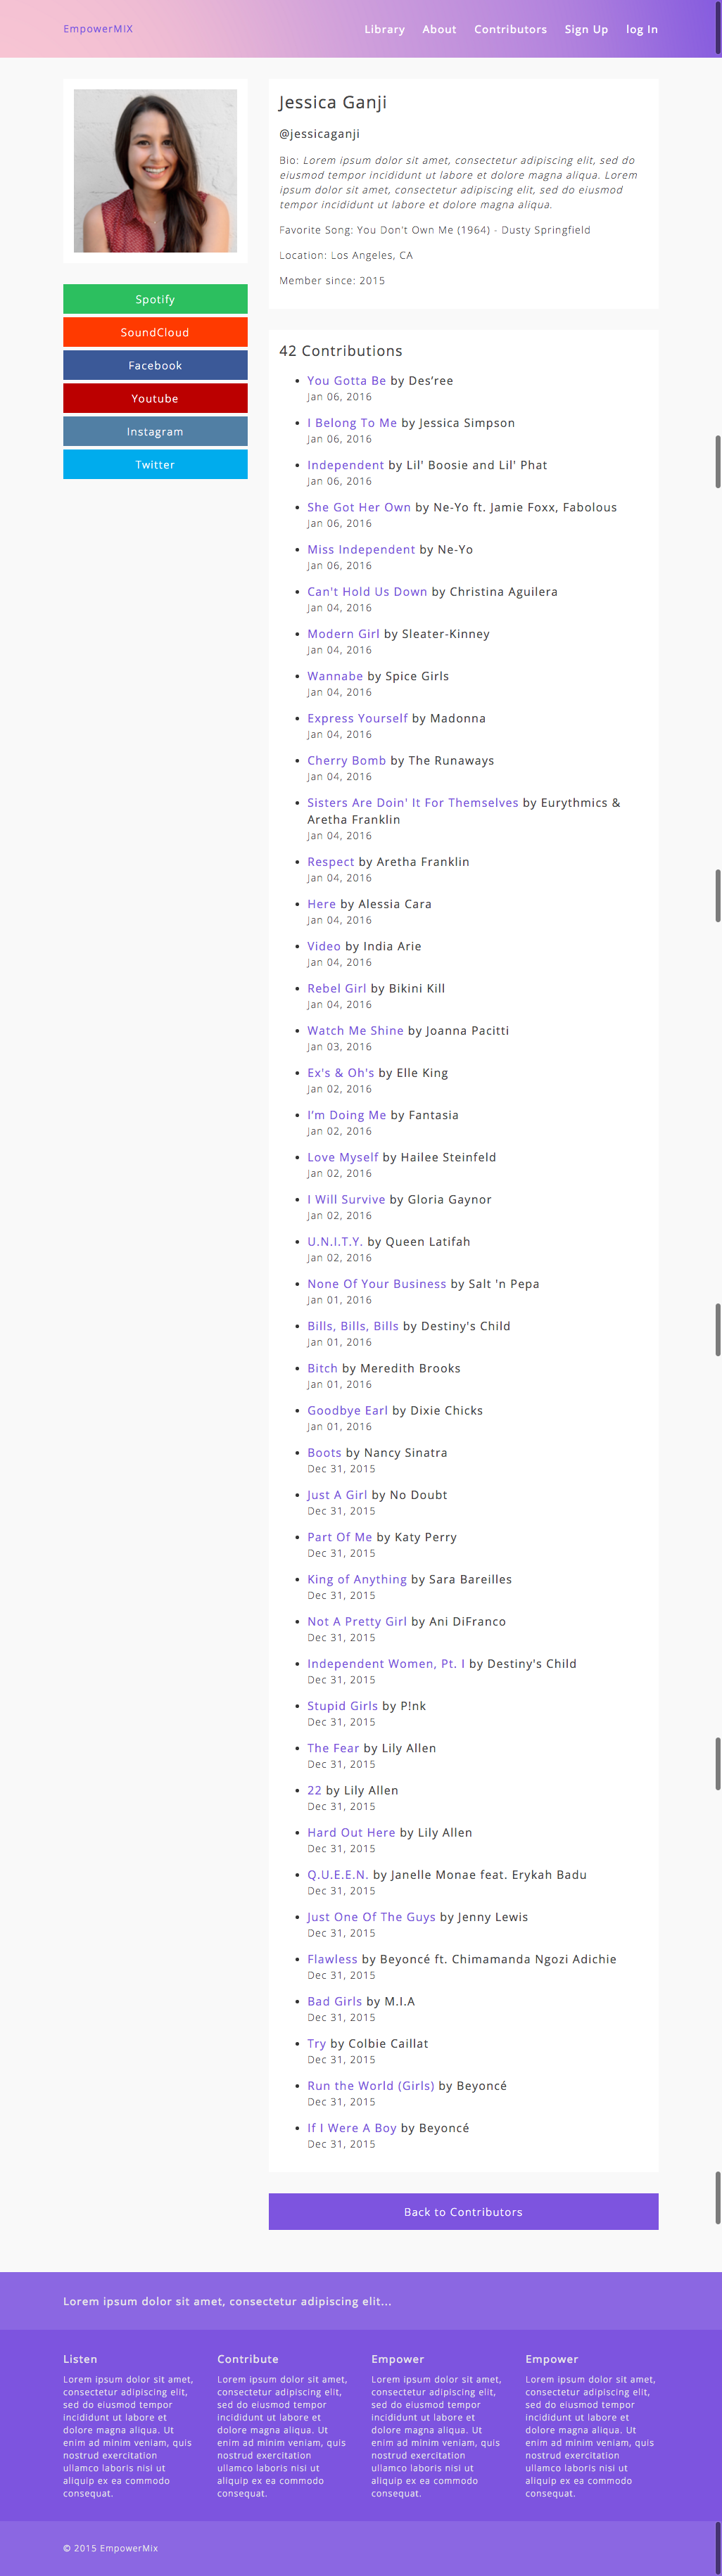 EmpowerMIX
Library About Contributors Sign Up log In
Jessica Ganji
@jessicaganji
Bio: Lorem ipsum dolor sit amet, consectetur adipiscing elit, sed do
eiusmod tempor incididunt ut labore et dolore magna aliqua. Lorem
ipsum dolor sit amet, consectetur adipiscing elit, sed do eiusmod
tempor incididunt ut labore et dolore magna aliqua.
Favorite Song: You Don't Own Me (1964) - Dusty Springfield
Location: Los Angeles, CA
Member since: 2015
Spotify
SoundCloud
Facebook
Youtube
Instagram
Twitter
42 Contributions
You Gotta Be by Des’ree
Jan 06, 2016
I Belong To Me by Jessica Simpson
Jan 06, 2016
Independent by Lil' Boosie and Lil' Phat
Jan 06, 2016
She Got Her Own by Ne-Yo ft. Jamie Foxx, Fabolous
Jan 06, 2016
Miss Independent by Ne-Yo
Jan 06, 2016
Can't Hold Us Down by Christina Aguilera
Jan 04, 2016
Modern Girl by Sleater-Kinney
Jan 04, 2016
Wannabe by Spice Girls
Jan 04, 2016
Express Yourself by Madonna
Jan 04, 2016
Cherry Bomb by The Runaways
Jan 04, 2016
Sisters Are Doin' It For Themselves by Eurythmics &
Aretha Franklin
Jan 04, 2016
Respect by Aretha Franklin
Jan 04, 2016
Here by Alessia Cara
Jan 04, 2016
Video by India Arie
Jan 04, 2016
Rebel Girl by Bikini Kill
Jan 04, 2016
Watch Me Shine by Joanna Pacitti
Jan 03, 2016
Ex's & Oh's by Elle King
Jan 02, 2016
I’m Doing Me by Fantasia
Jan 02, 2016
Love Myself by Hailee Steinfeld
Jan 02, 2016
I Will Survive by Gloria Gaynor
Jan 02, 2016
U.N.I.T.Y. by Queen Latifah
Jan 02, 2016
None Of Your Business by Salt 'n Pepa
Jan 01, 2016
Bills, Bills, Bills by Destiny's Child
Jan 01, 2016
Bitch by Meredith Brooks
Jan 01, 2016
Goodbye Earl by Dixie Chicks
Jan 01, 2016
Boots by Nancy Sinatra
Dec 31, 2015
Just A Girl by No Doubt
Dec 31, 2015
Part Of Me by Katy Perry
Dec 31, 2015
King of Anything by Sara Bareilles
Dec 31, 2015
Not A Pretty Girl by Ani DiFranco
Dec 31, 2015
Independent Women, Pt. I by Destiny's Child
Dec 31, 2015
Stupid Girls by P!nk
Dec 31, 2015
The Fear by Lily Allen
Dec 31, 2015
22 by Lily Allen
Dec 31, 2015
Hard Out Here by Lily Allen
Dec 31, 2015
Q.U.E.E.N. by Janelle Monae feat. Erykah Badu
Dec 31, 2015
Just One Of The Guys by Jenny Lewis
Dec 31, 2015
Flawless by Beyoncé ft. Chimamanda Ngozi Adichie
Dec 31, 2015
Bad Girls by M.I.A
Dec 31, 2015
Try by Colbie Caillat
Dec 31, 2015
Run the World (Girls) by Beyoncé
Dec 31, 2015
If I Were A Boy by Beyoncé
Dec 31, 2015
Back to Contributors
Lorem ipsum dolor sit amet, consectetur adipiscing elit...
Listen
Lorem ipsum dolor sit amet,
consectetur adipiscing elit,
sed do eiusmod tempor
incididunt ut labore et
dolore magna aliqua. Ut
enim ad minim veniam, quis
nostrud exercitation
ullamco laboris nisi ut
aliquip ex ea commodo
consequat.
Contribute
Lorem ipsum dolor sit amet,
consectetur adipiscing elit,
sed do eiusmod tempor
incididunt ut labore et
dolore magna aliqua. Ut
enim ad minim veniam, quis
nostrud exercitation
ullamco laboris nisi ut
aliquip ex ea commodo
consequat.
Empower
Lorem ipsum dolor sit amet,
consectetur adipiscing elit,
sed do eiusmod tempor
incididunt ut labore et
dolore magna aliqua. Ut
enim ad minim veniam, quis
nostrud exercitation
ullamco laboris nisi ut
aliquip ex ea commodo
consequat.
Empower
Lorem ipsum dolor sit amet,
consectetur adipiscing elit,
sed do eiusmod tempor
incididunt ut labore et
dolore magna aliqua. Ut
enim ad minim veniam, quis
nostrud exercitation
ullamco laboris nisi ut
aliquip ex ea commodo
consequat.
© 2015 EmpowerMix